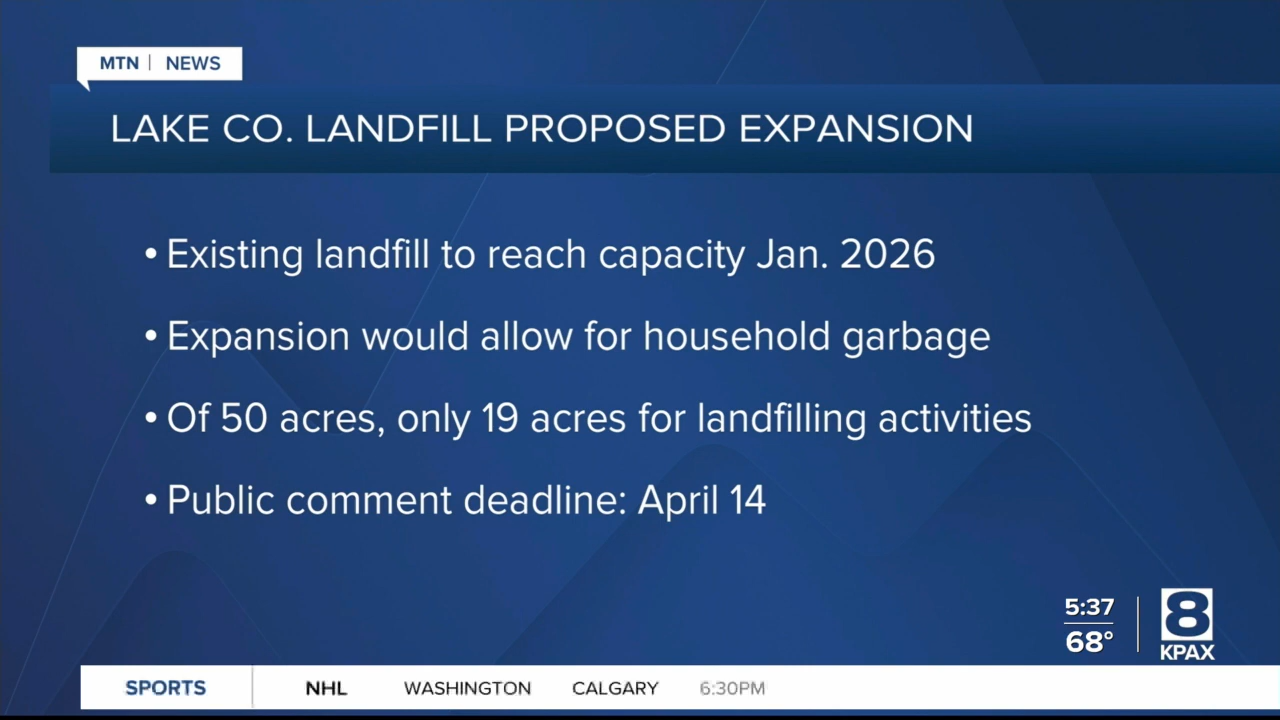 MTN | NEWS
LAKE CO. LANDFILL PROPOSED EXPANSION
• Existing landfill to reach capacity Jan. 2026
• Expansion would allow for household garbage
• Of 50 acres, only 19 acres for landfilling activities
• Public comment deadline: April 14
5:37
68°
8
KPAX
SPORTS NHL WASHINGTON CALGARY 6:30PM